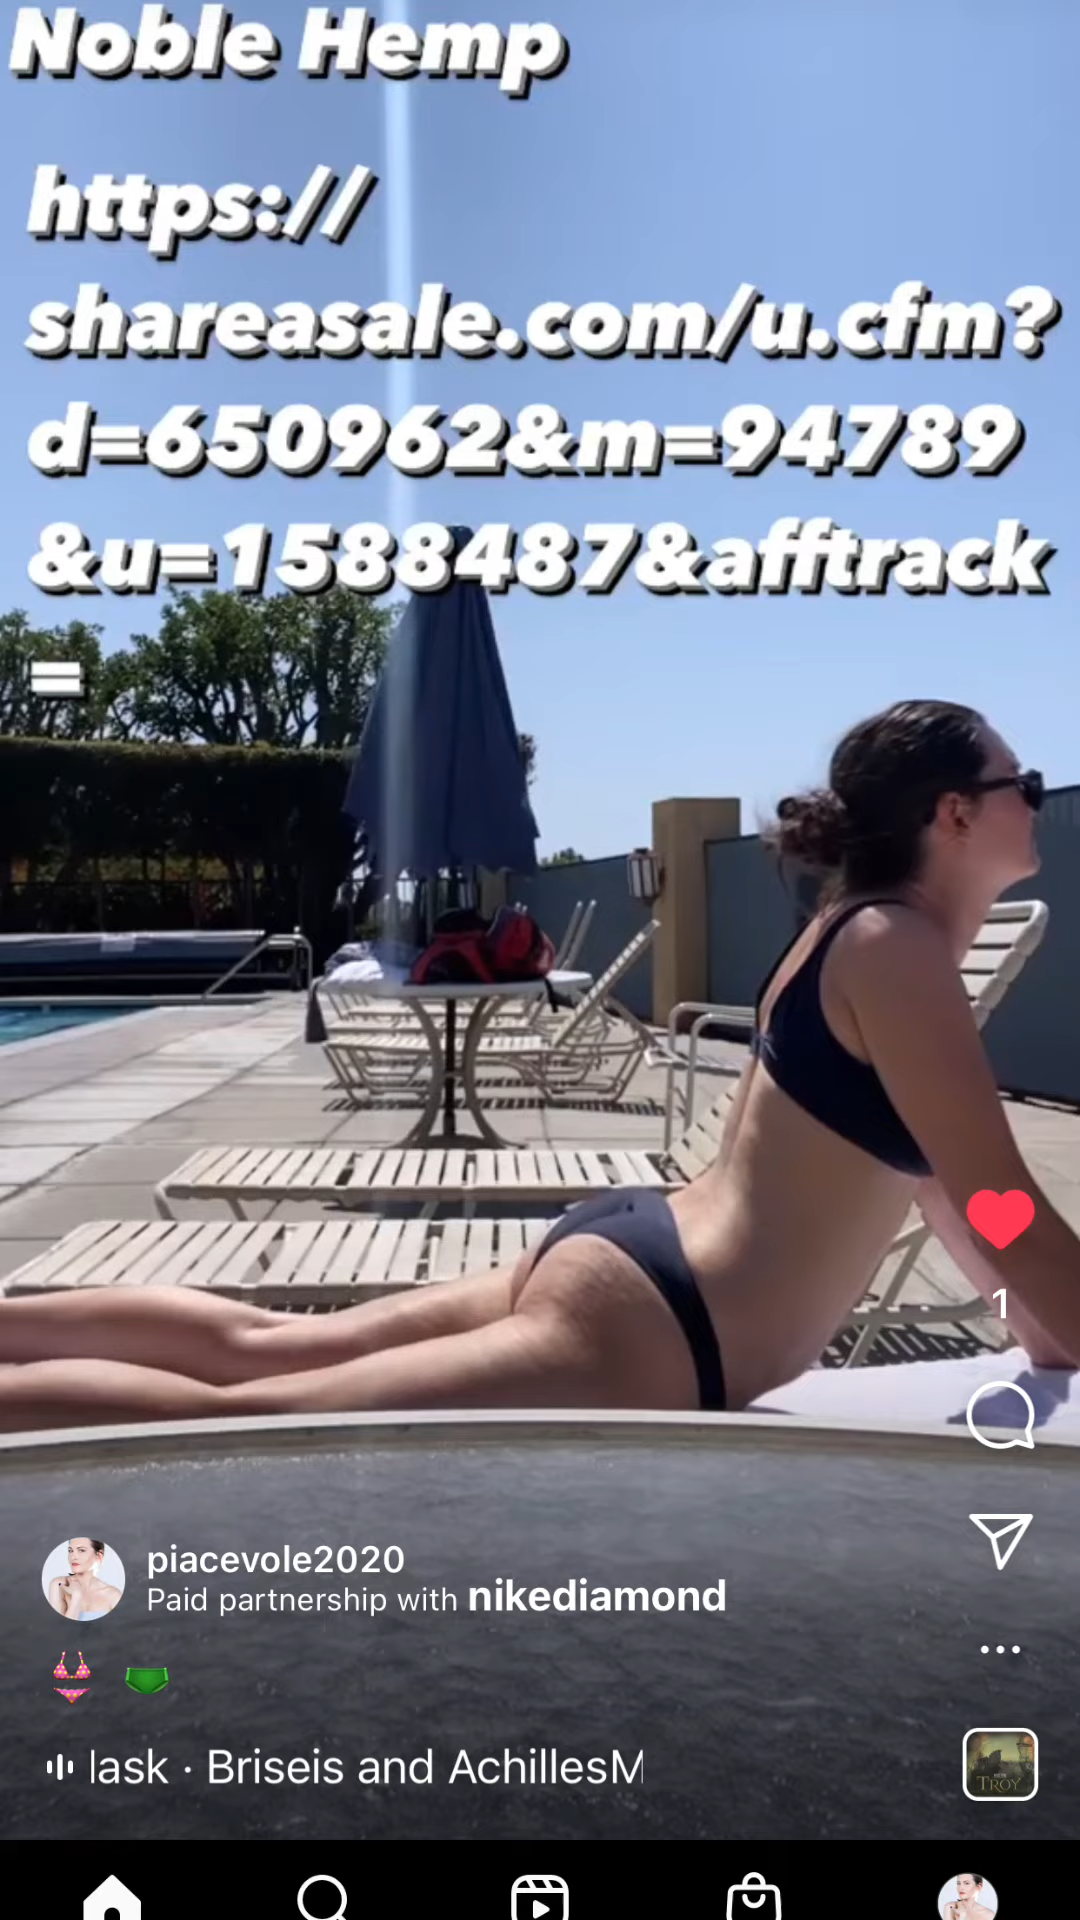 Noble Hemp
https://
shareasale.com/u.cfm?
d=650962&m=94789
&u=1588487&afftrack
=
1
piacevole2020
Paid partnership with nikediamond
lask · Briseis and AchillesM
TROY